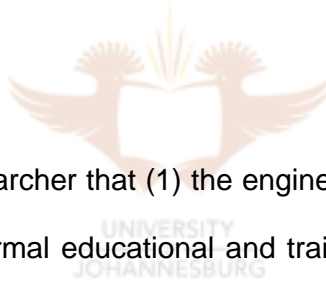 archer that (1) the engine
UNIVERSITY
rmal educational and trai
JOHANNESBURG